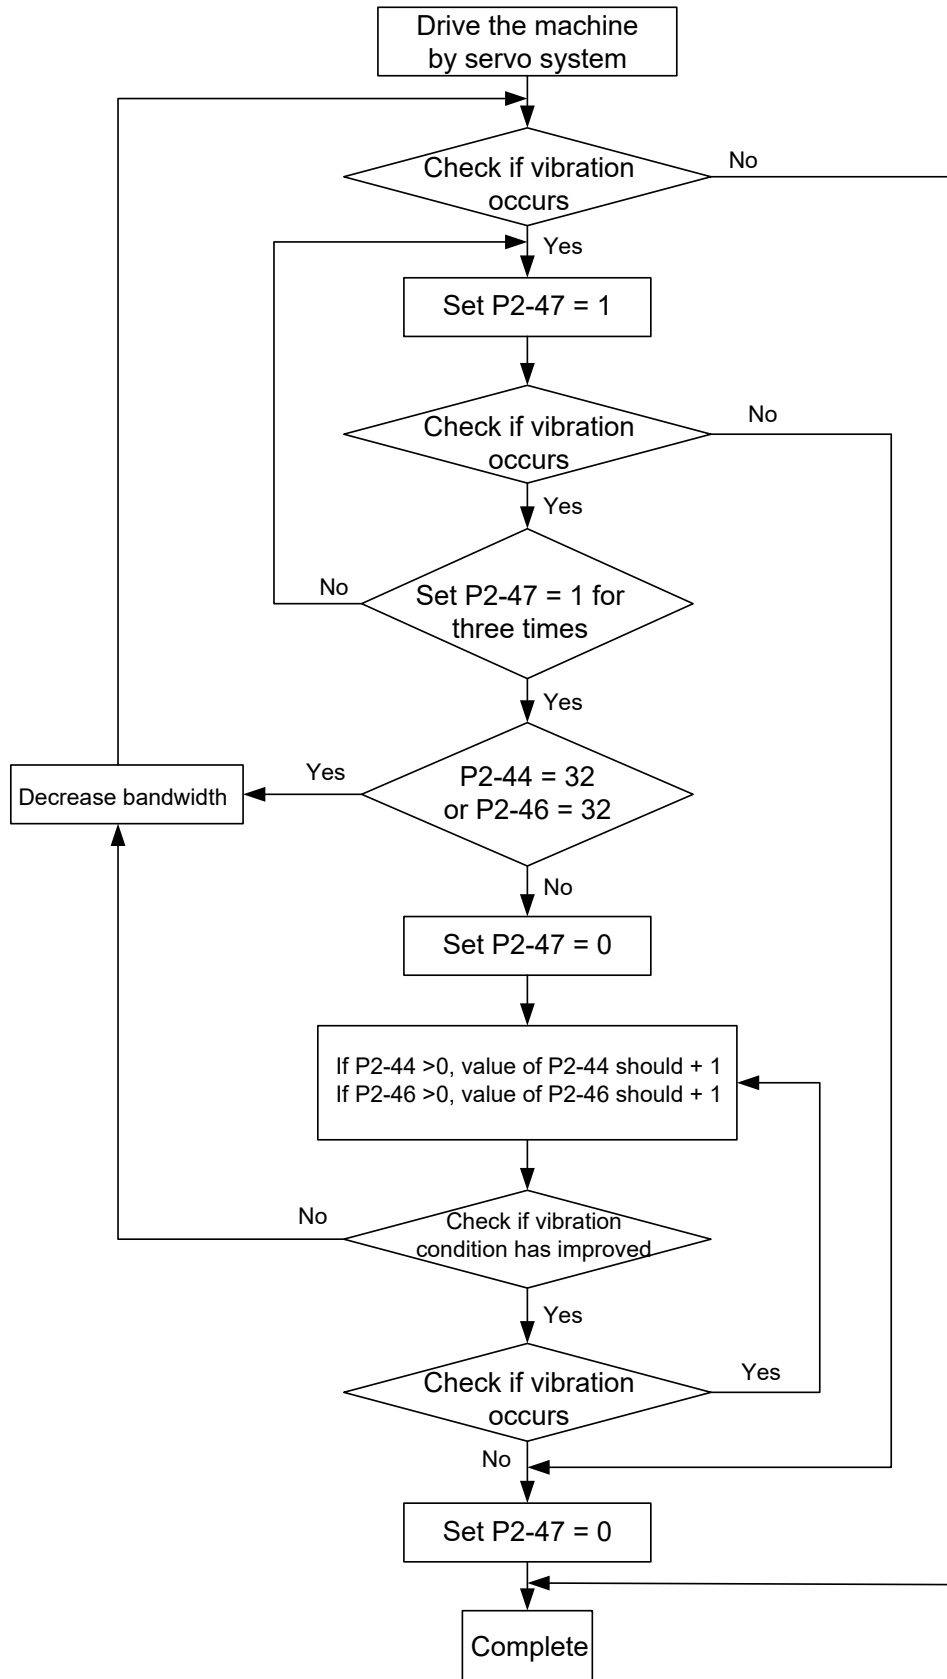 Drive the machine
by servo system
Check if vibration
occurs
No
Yes
Set P2-47 = 1
Check if vibration
occurs
No
Yes
Set P2-47 = 1 for
three times
No
Yes
P2-44 = 32
or P2-46 = 32
Yes
Decrease bandwidth
No
Set P2-47 = 0
If P2-44 >0, value of P2-44 should + 1
If P2-46 >0, value of P2-46 should + 1
Check if vibration
condition has improved
No
Yes
Check if vibration
occurs
Yes
No
Set P2-47 = 0
Complete